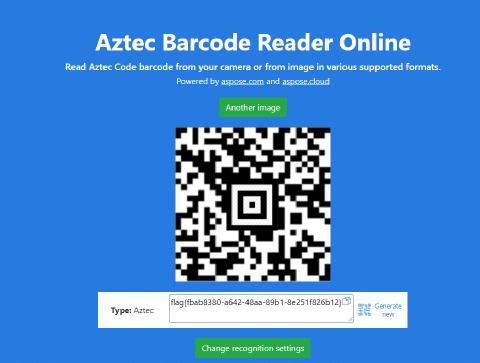 Aztec Barcode Reader Online
Read Aztec Code barcode from your camera or from image in various supported formats.
Powered by aspose.com and aspose.cloud
Another image
Type: Aztec
flag{fbab8380-a642-48aa-89b1-8e251f826b12}
Generate new
Change recognition settings